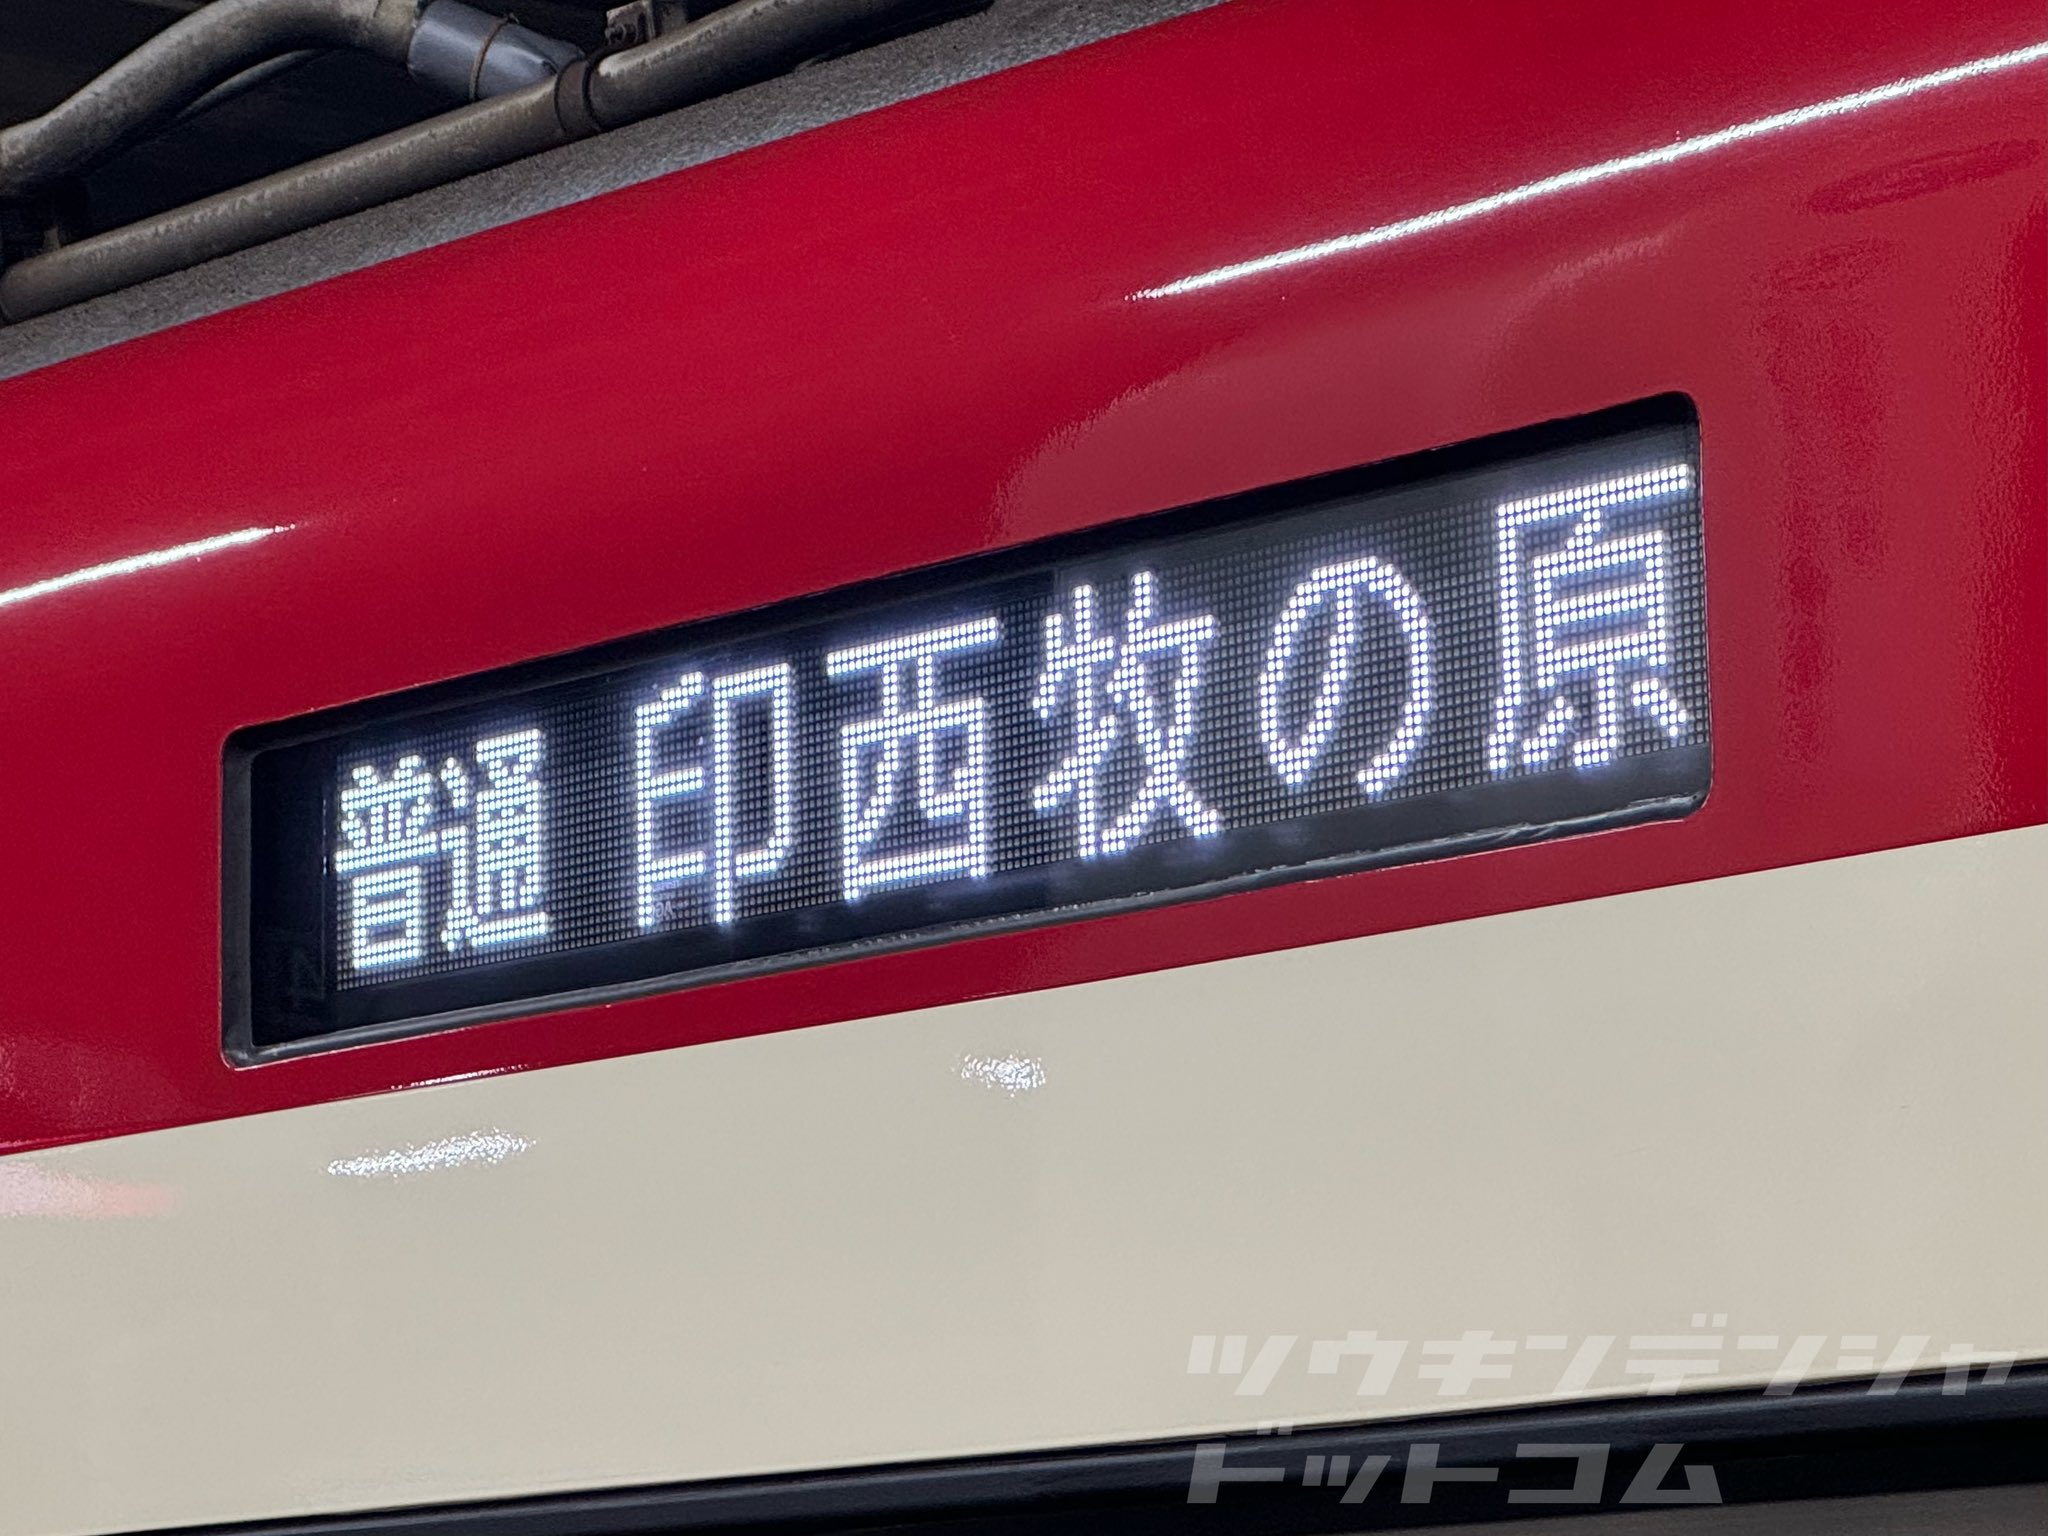 普通 印西牧の原
ツウキンデンシャ
ドットコム